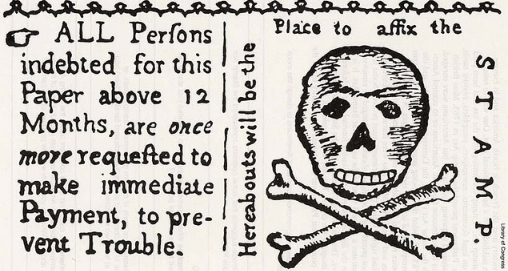 ☞ ALL Perſons
indebted for this
Paper above 12
Months, are once
more requeſted to
make immediate
Payment, to pre-
vent Trouble.
Hereabouts will be the
Place to affix the
STAMP.
Library of Congress